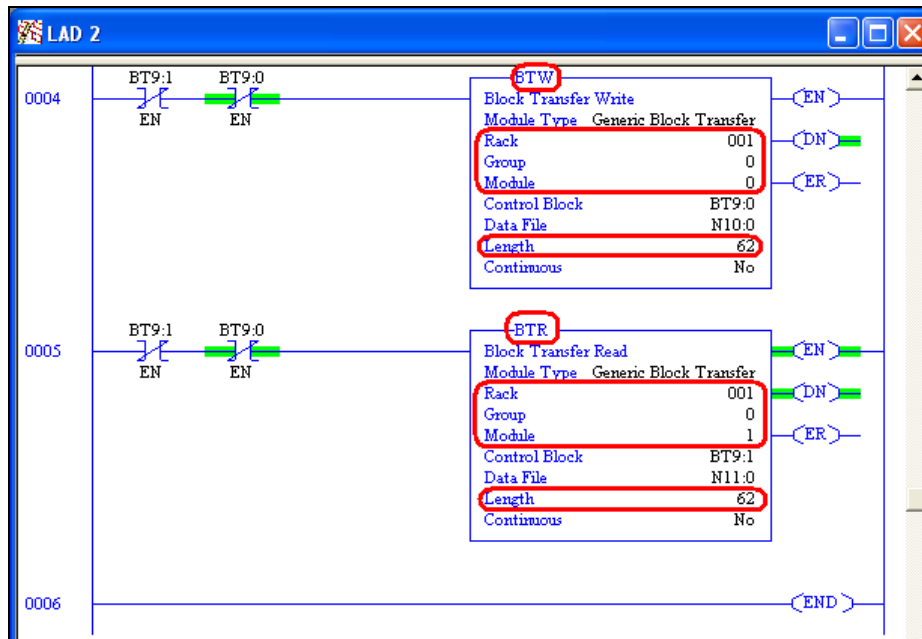 LAD 2
BT9:1 BT9:0 BTW
0004 Block Transfer Write EN
EN EN Module Type Generic Block Transfer
Rack 001 DN
Group 0
Module 0 ER
Control Block BT9:0
Data File N10:0
Length 62
Continuous No
BT9:1 BT9:0 BTR
0005 Block Transfer Read EN
EN EN Module Type Generic Block Transfer
Rack 001 DN
Group 0
Module 1 ER
Control Block BT9:1
Data File N11:0
Length 62
Continuous No
0006 END